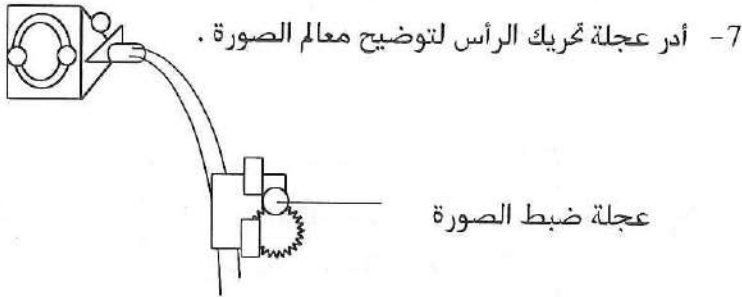 7- أدر عجلة تحريك الرأس لتوضيح معالم الصورة .
عجلة ضبط الصورة